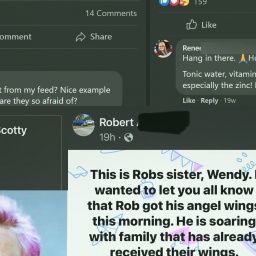 14 Comments
omment
Share
159
Like
Renee
Hang in there. 🙏 Ho
Tonic water, vitamin
especially the zinc!
Like · Reply · 19w
from my feed? Nice example
are they so afraid of?
cotty
Robert
19h ·
This is Robs sister, Wendy. I
wanted to let you all know
that Rob got his angel wings
this morning. He is soaring
with family that has already
received their wings.